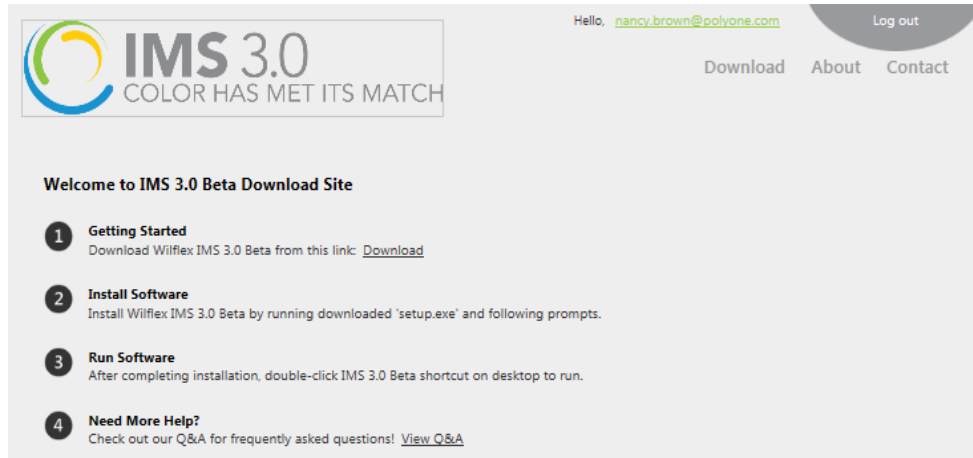 Hello, nancy.brown@polyone.com
Log out
IMS 3.0
COLOR HAS MET ITS MATCH
Download About Contact
Welcome to IMS 3.0 Beta Download Site
1 Getting Started
Download Wilflex IMS 3.0 Beta from this link: Download
2 Install Software
Install Wilflex IMS 3.0 Beta by running downloaded 'setup.exe' and following prompts.
3 Run Software
After completing installation, double-click IMS 3.0 Beta shortcut on desktop to run.
4 Need More Help?
Check out our Q&A for frequently asked questions! View Q&A